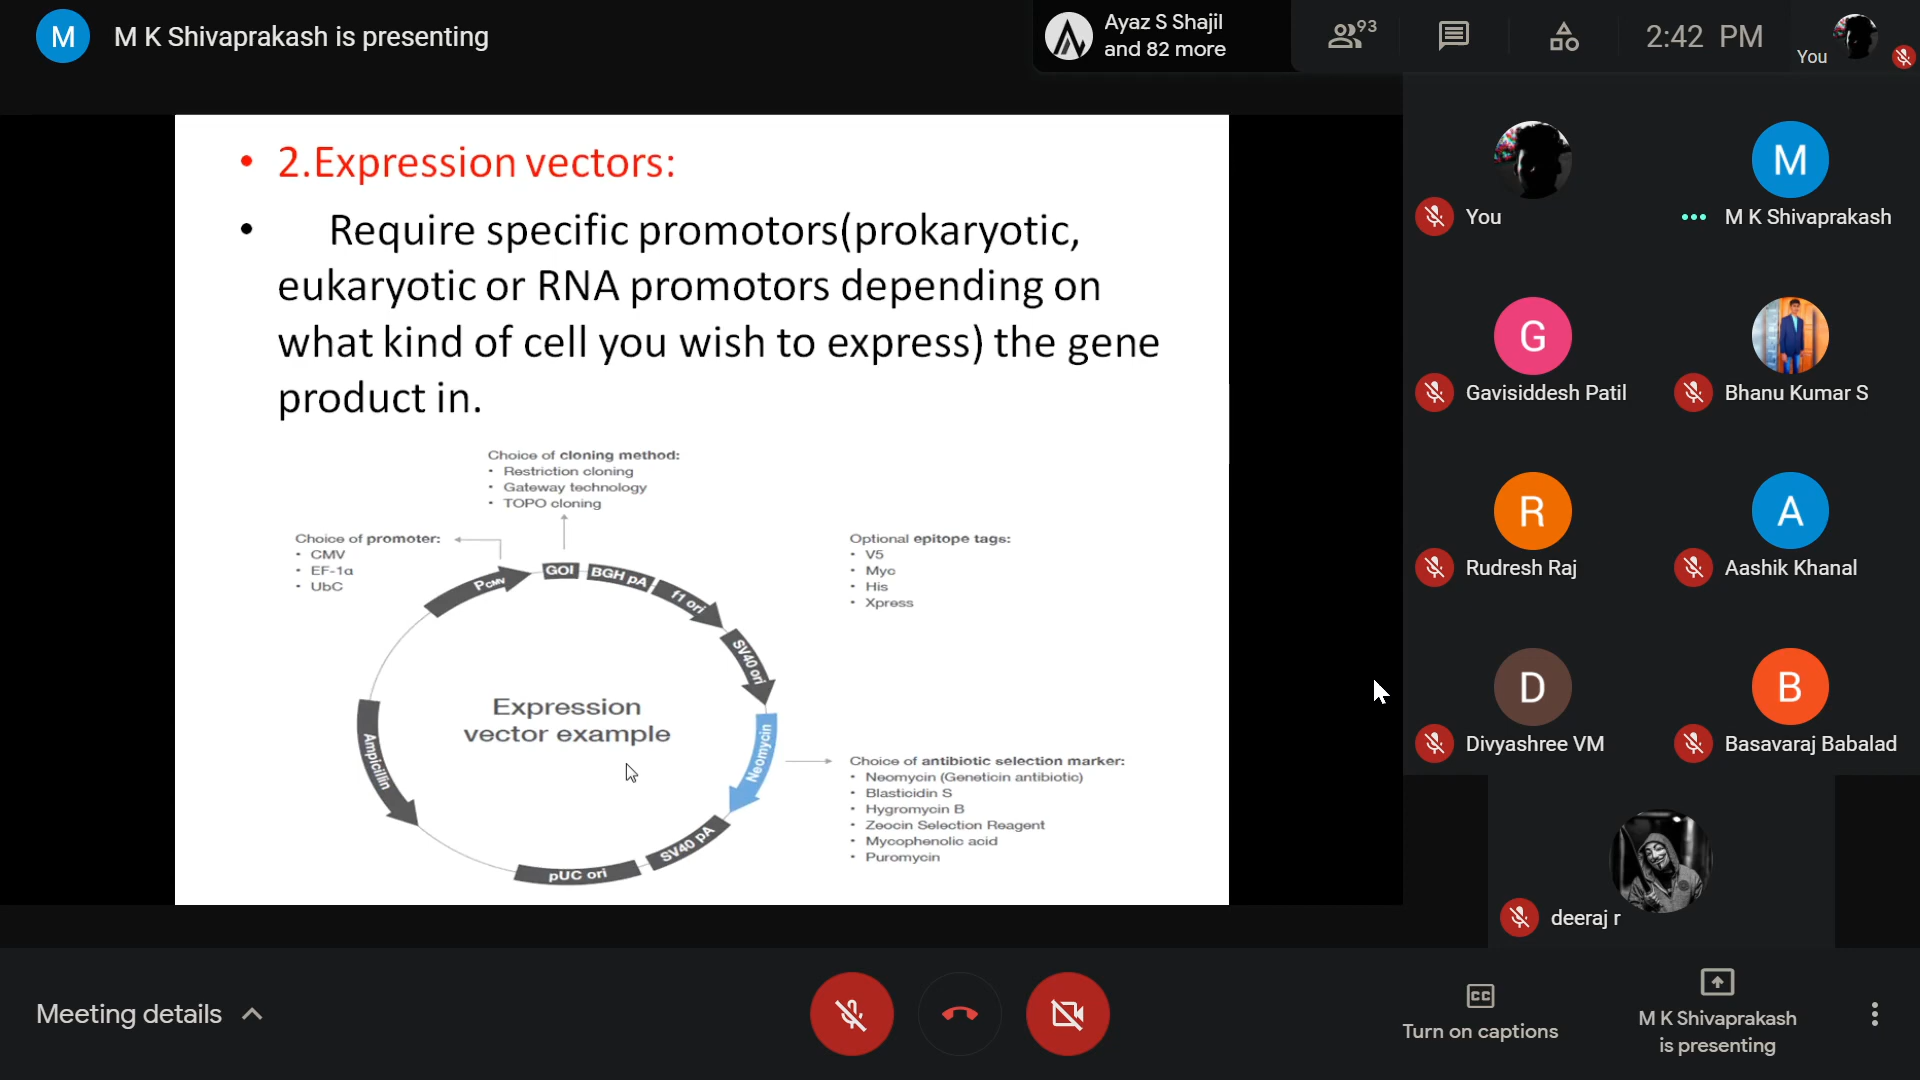 M
M K Shivaprakash is presenting
Ayaz S Shajil
and 82 more
93
2:42 PM
You
• 2.Expression vectors:
• Require specific promotors(prokaryotic,
eukaryotic or RNA promotors depending on
what kind of cell you wish to express) the gene
product in.
Choice of cloning method:
• Restriction cloning
• Gateway technology
• TOPO cloning
Choice of promoter:
• CMV
• EF-1α
• UbC
Optional epitope tags:
• V5
• Myc
• His
• Xpress
PCMV
GOI
BGH pA
f1 ori
SV40 ori
Neomycin
SV40 pA
pUC ori
Ampicillin
Expression
vector example
Choice of antibiotic selection marker:
• Neomycin (Geneticin antibiotic)
• Blasticidin S
• Hygromycin B
• Zeocin Selection Reagent
• Mycophenolic acid
• Puromycin
You
M
M K Shivaprakash
G
Gavisiddesh Patil
Bhanu Kumar S
R
Rudresh Raj
A
Aashik Khanal
D
Divyashree VM
B
Basavaraj Babalad
deeraj r
Meeting details
CC
Turn on captions
M K Shivaprakash
is presenting